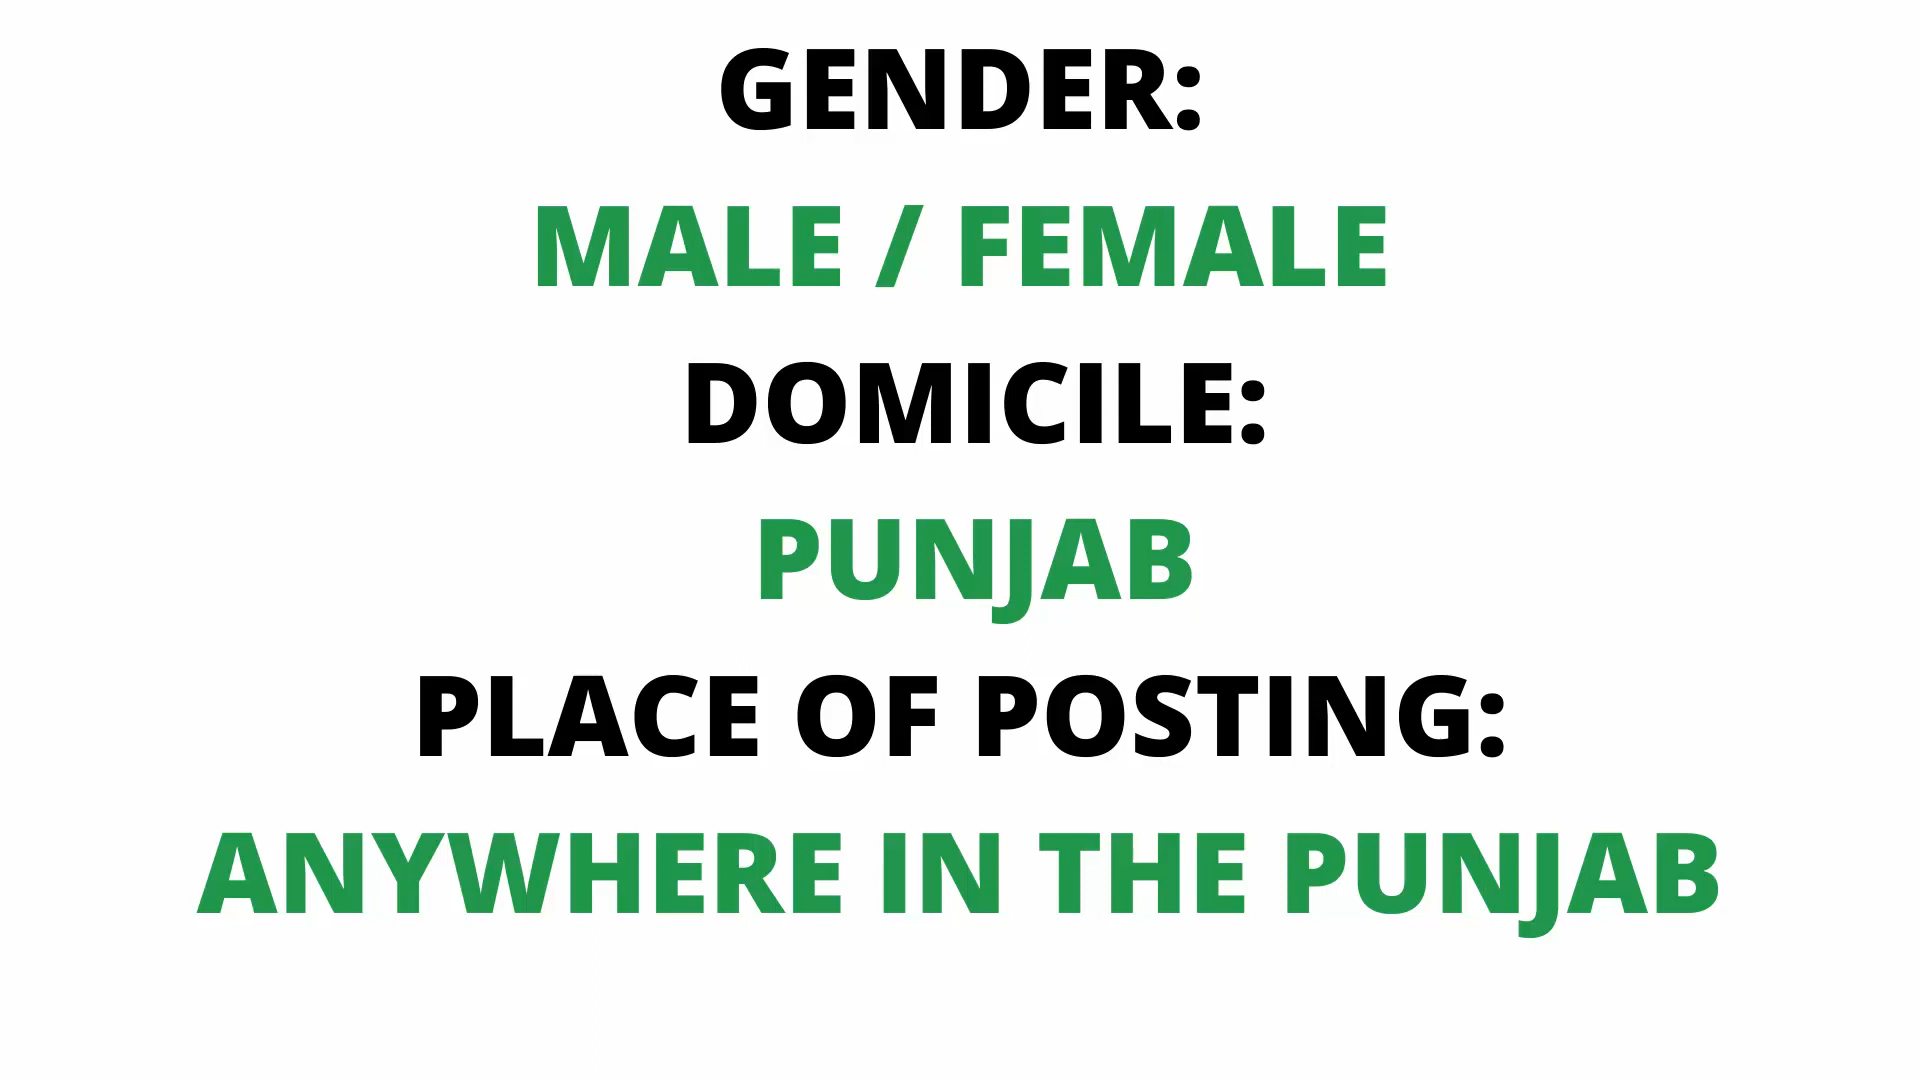 GENDER:
MALE / FEMALE
DOMICILE:
PUNJAB
PLACE OF POSTING:
ANYWHERE IN THE PUNJAB